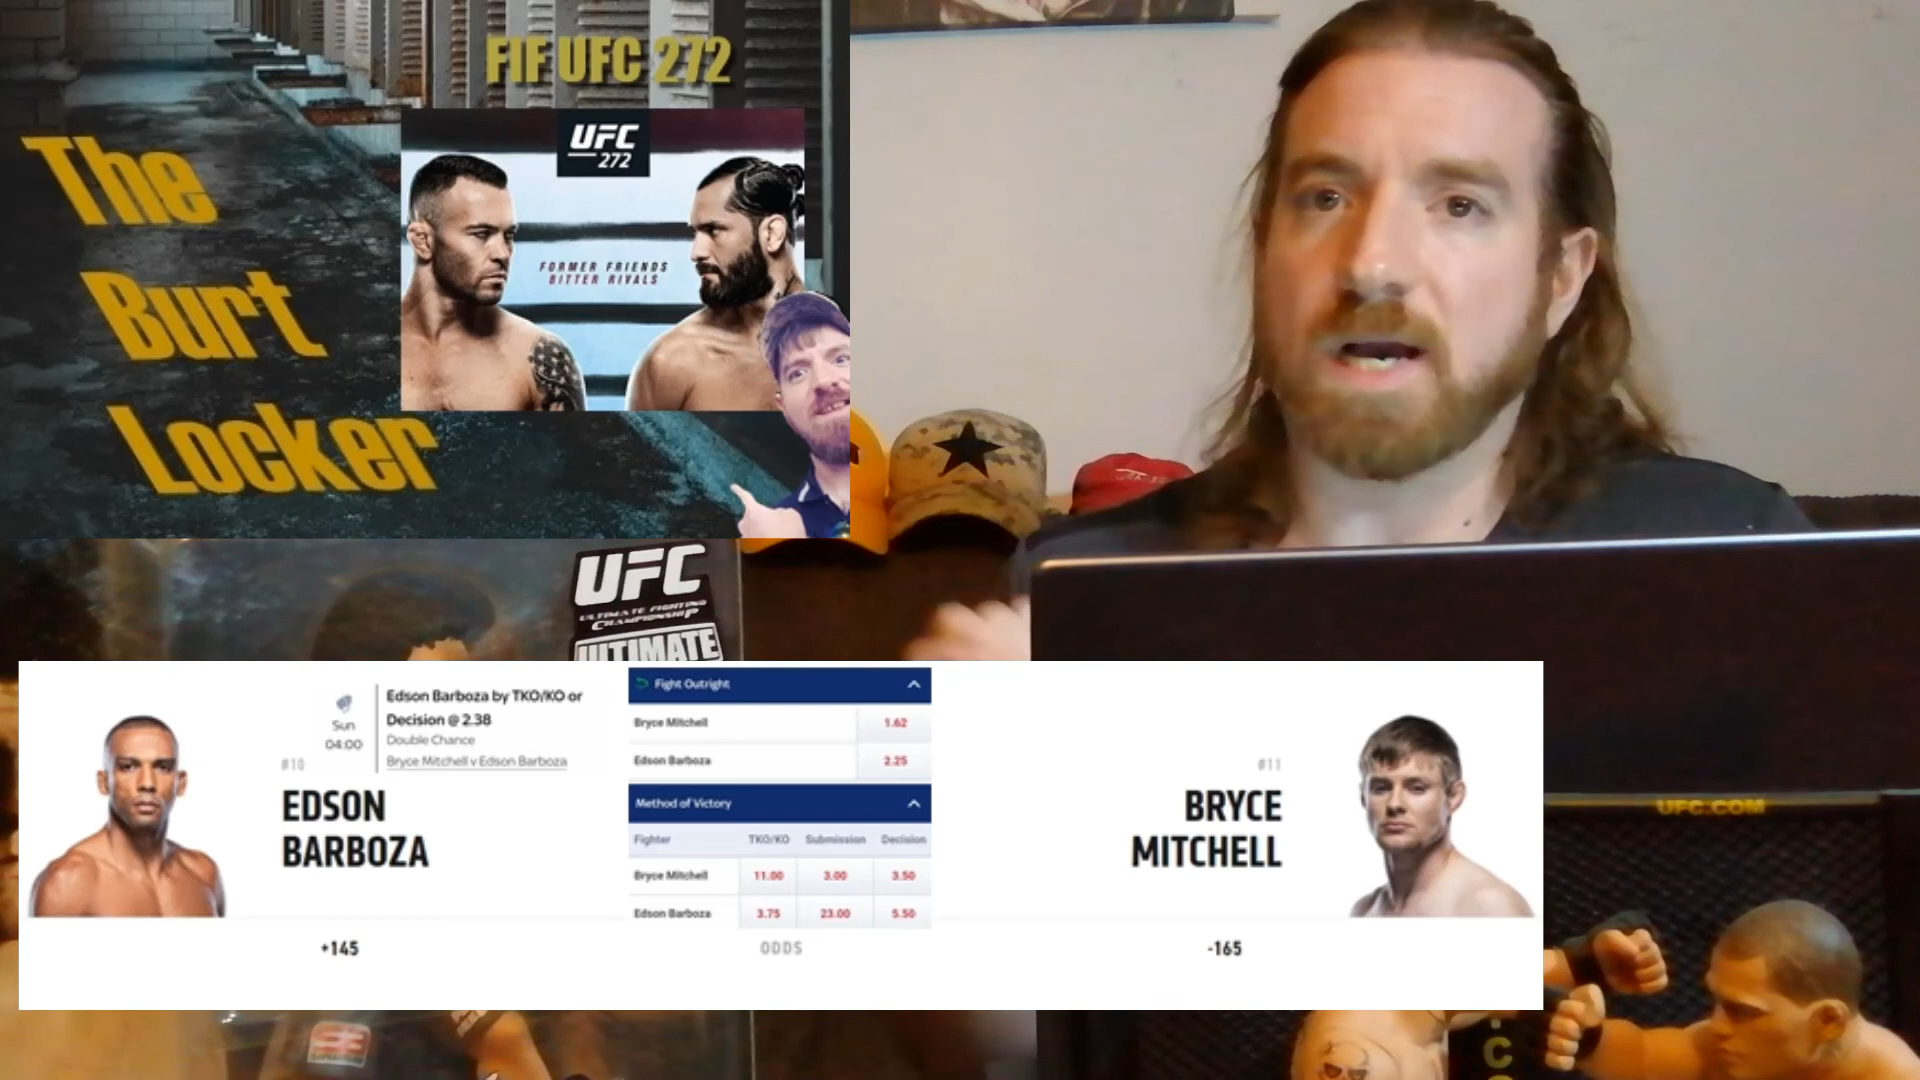 FIF UFC 272
The
Burt
Locker
UFC
272
FORMER FRIENDS
BITTER RIVALS
UFC
ULTIMATE FIGHTING
CHAMPIONSHIP
ULTIMATE
Sun
04:00
Edson Barboza by TKO/KO or
Decision @ 2.38
Double Chance
Bryce Mitchell v Edson Barboza
#10
EDSON
BARBOZA
+145
Fight Outright
Bryce Mitchell 1.62
Edson Barboza 2.25
Method of Victory
Fighter TKO/KO Submission Decision
Bryce Mitchell 11.00 3.00 3.50
Edson Barboza 3.75 23.00 5.50
ODDS
#11
BRYCE
MITCHELL
-165
UFC.COM